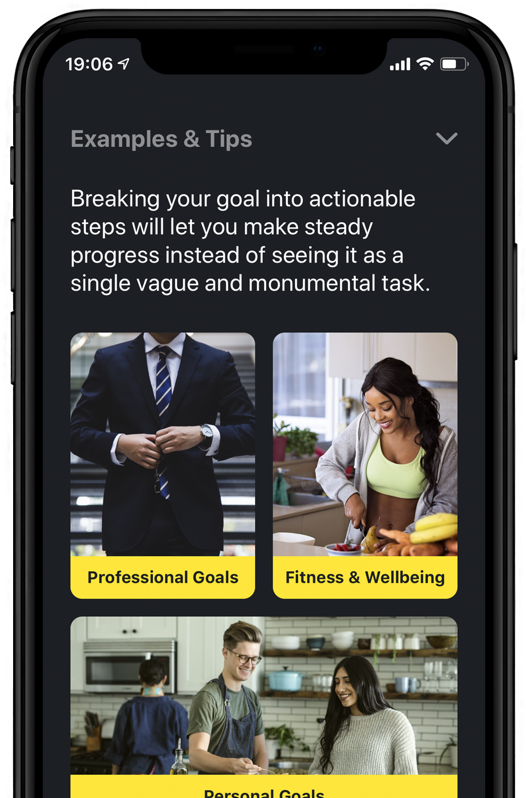 19:06
Examples & Tips
Breaking your goal into actionable
steps will let you make steady
progress instead of seeing it as a
single vague and monumental task.
Professional Goals
Fitness & Wellbeing
Personal Goals